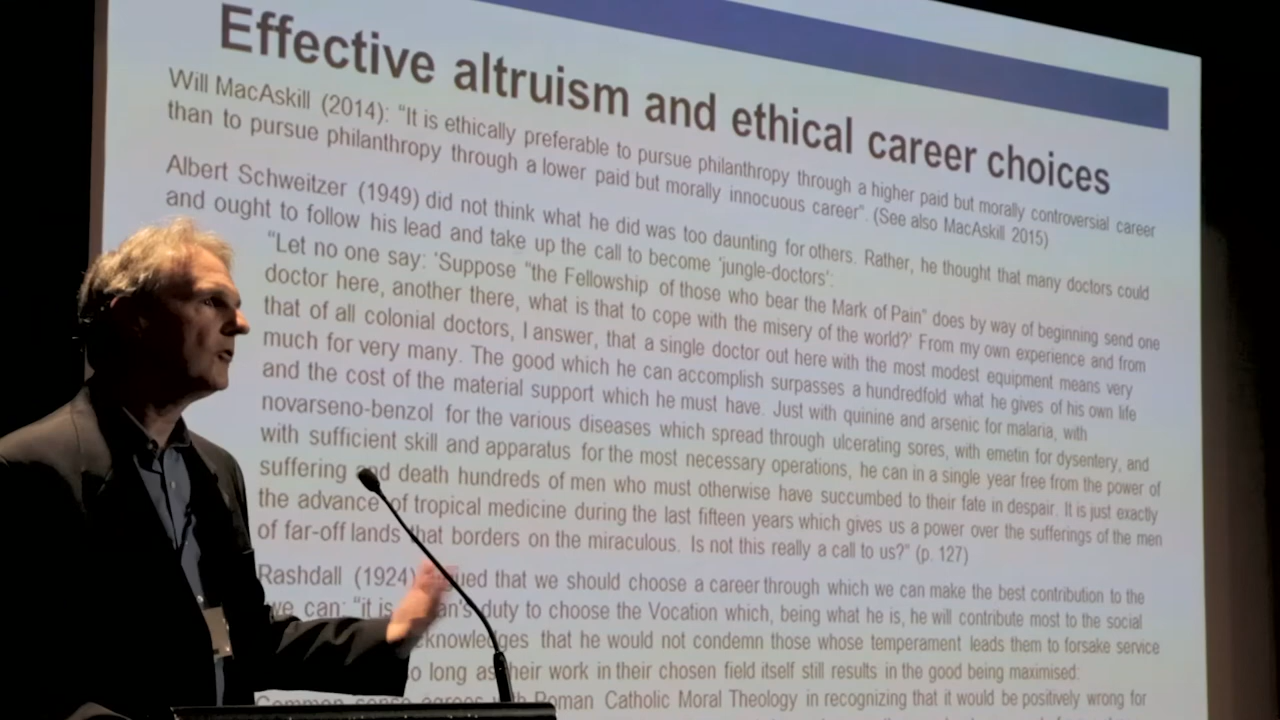 Effective altruism and ethical career choices
Will MacAskill (2014): “It is ethically preferable to pursue philanthropy through a higher paid but morally controversial career
than to pursue philanthropy through a lower paid but morally innocuous career”. (See also MacAskill 2015)
Albert Schweitzer (1949) did not think what he did was too daunting for others. Rather, he thought that many doctors could
and ought to follow his lead and take up the call to become 'jungle-doctors':
“Let no one say: 'Suppose "the Fellowship of those who bear the Mark of Pain" does by way of beginning send one
doctor here, another there, what is that to cope with the misery of the world?' From my own experience and from
that of all colonial doctors, I answer, that a single doctor out here with the most modest equipment means very
much for very many. The good which he can accomplish surpasses a hundredfold what he gives of his own life
and the cost of the material support which he must have. Just with quinine and arsenic for malaria, with
novarseno-benzol for the various diseases which spread through ulcerating sores, with emetin for dysentery, and
with sufficient skill and apparatus for the most necessary operations, he can in a single year free from the power of
suffering and death hundreds of men who must otherwise have succumbed to their fate in despair. It is just exactly
the advance of tropical medicine during the last fifteen years which gives us a power over the sufferings of the men
of far-off lands that borders on the miraculous. Is not this really a call to us?” (p. 127)
Rashdall (1924) ued that we should choose a career through which we can make the best contribution to the
we can: “it is an's duty to choose the Vocation which, being what he is, he will contribute most to the social
cknowledges that he would not condemn those whose temperament leads them to forsake service
o long as their work in their chosen field itself still results in the good being maximised:
Common sense agrees with Roman Catholic Moral Theology in recognizing that it would be positively wrong for